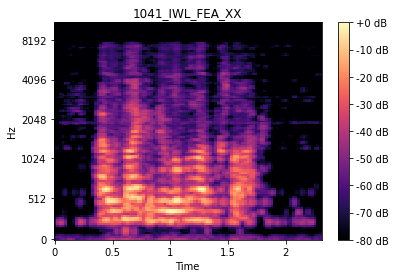 1041_IWL_FEA_XX
+0 dB
8192
-10 dB
4096
-20 dB
-30 dB
2048
Hz
-40 dB
1024
-50 dB
512
-60 dB
-70 dB
0
-80 dB
0 0.5 1 1.5 2
Time